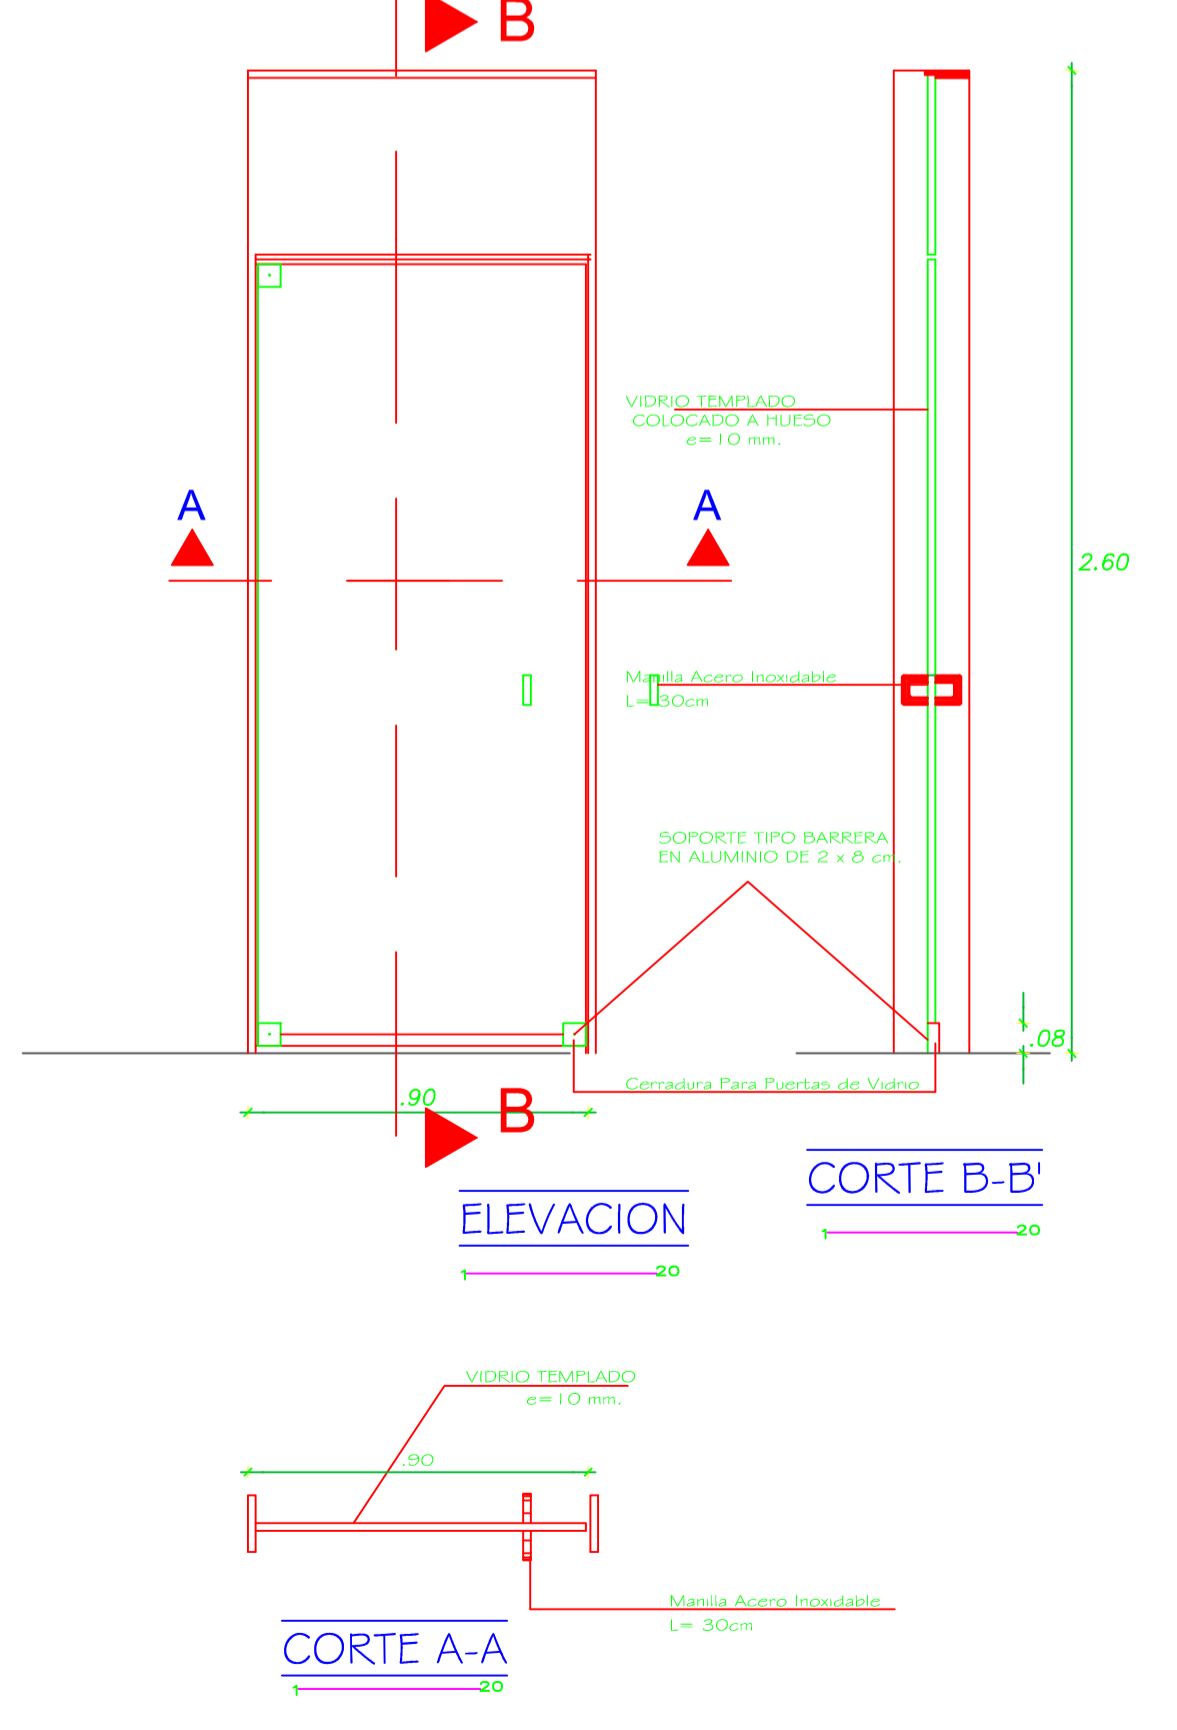 B
VIDRIO TEMPLADO
COLOCADO A HUESO
e=10 mm.
A
A
2.60
Manilla Acero Inoxidable
L= 30cm
SOPORTE TIPO BARRERA
EN ALUMINIO DE 2 x 8 cm.
.08
Cerradura Para Puertas de Vidrio
.90
B
CORTE B-B'
1 20
ELEVACION
1 20
VIDRIO TEMPLADO
e=10 mm.
.90
Manilla Acero Inoxidable
L= 30cm
CORTE A-A
1 20